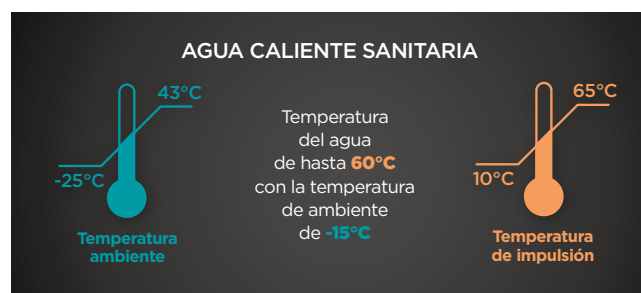 AGUA CALIENTE SANITARIA
43°C
-25°C
Temperatura
ambiente
Temperatura
del agua
de hasta 60°C
con la temperatura
de ambiente
de -15°C
65°C
10°C
Temperatura
de impulsión